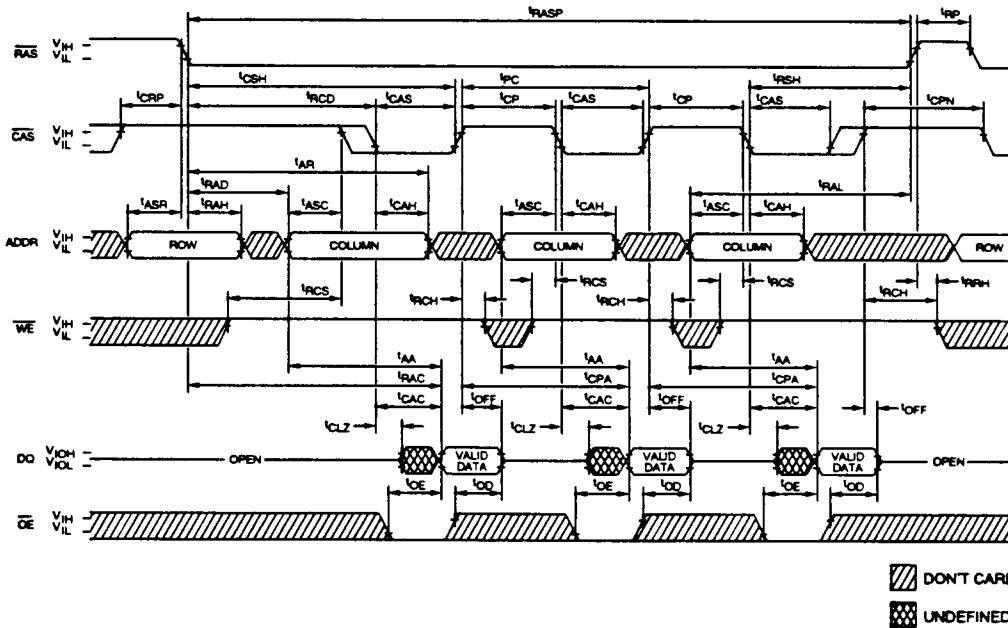 tRASP tRP
RAS VIH VIL
tCSH tPC tRSH
tCRP tRCD tCAS tCP tCAS tCP tCAS tCPN
CAS VIH VIL
tAR
tRAD tRAL
tASR tRAH tASC tCAH tASC tCAH tASC tCAH
ADDR VIH VIL ROW COLUMN COLUMN COLUMN ROW
tRCS tRCH tRCS tRCH tRCS tRCH tRRH
WE VIH VIL
tAA tAA tAA
tRAC tCPA tCPA
tCAC tOFF tCAC tOFF tCAC tOFF
tCLZ tCLZ tCLZ
DQ VIOH VIOL OPEN VALID DATA VALID DATA VALID DATA OPEN
tOE tOD tOE tOD tOE tOD
OE VIH VIL
DON'T CARE
UNDEFINED